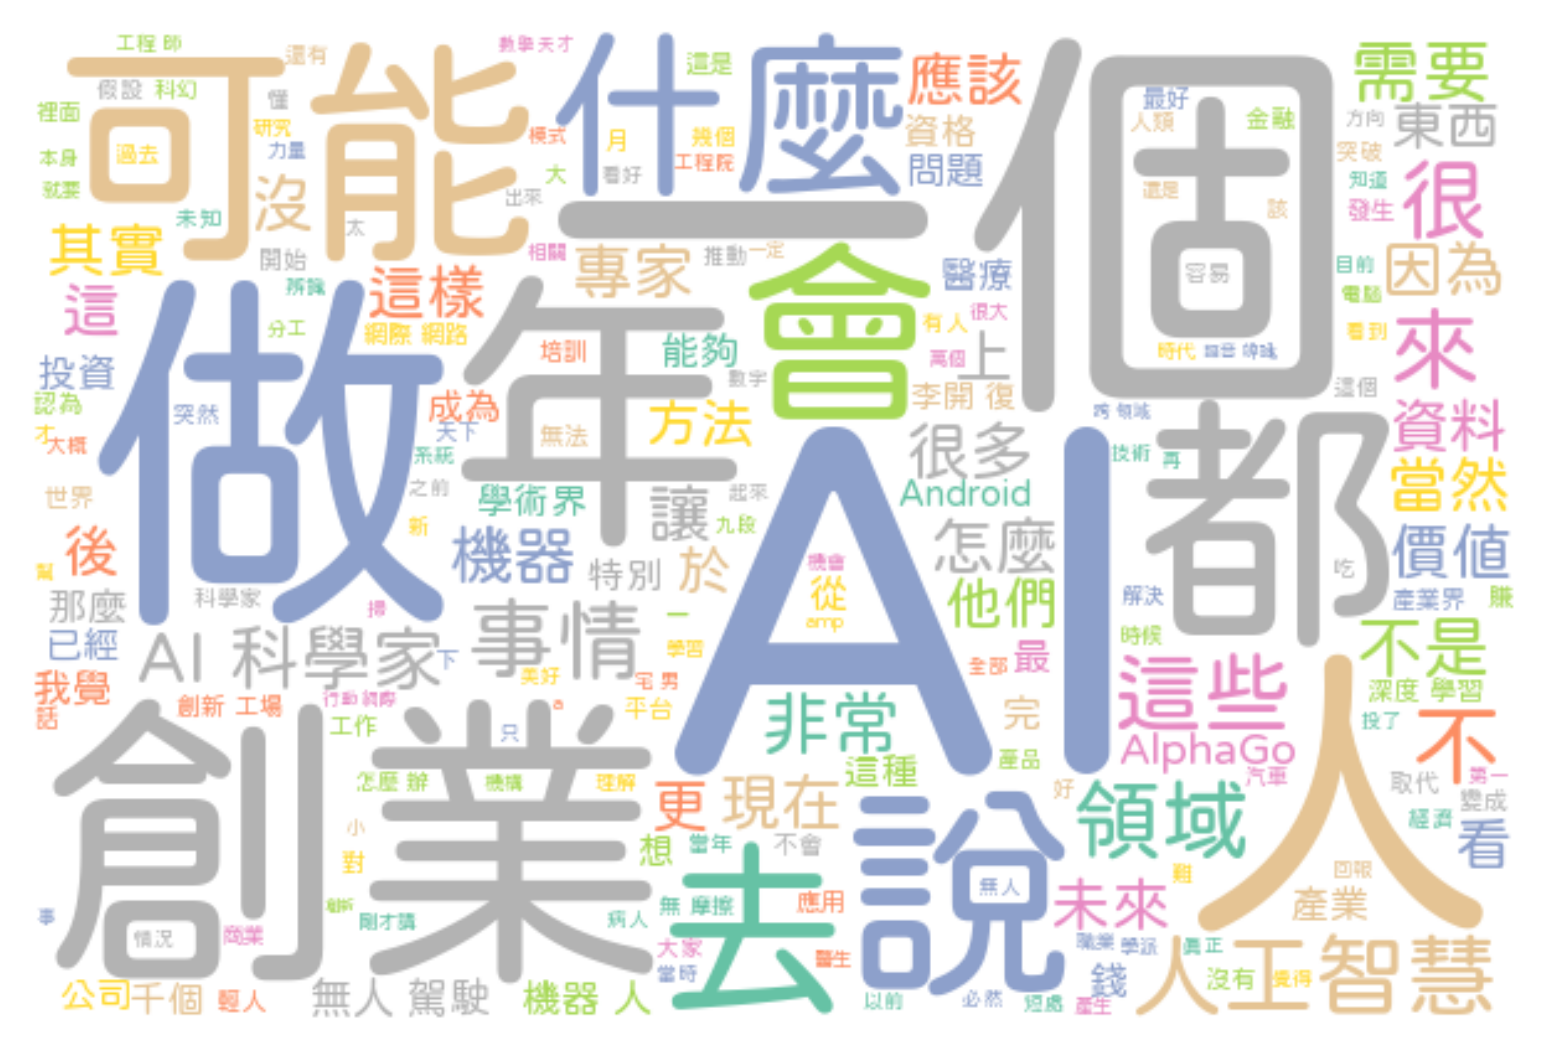 工程 師
還有
數學 天才
可能
什麼
這是
應該
一個
需要
假設
科幻
懂
裡面
研究
過去
力量
本身
就要
沒
未知
太
模式
月
幾個
工程院
大
看好
出來
資格
問題
最好
人類
金融
方向
東西
突破
還是
知道
很
發生
該
其實
開始
相關
專家
推動
一定
會
醫療
容易
目前
因為
電腦
這
這樣
辨識
分工
網際 網路
年
做
培訓
能夠
數字
有人
很大
萬個
上
李開 復
時代
語音 辨識
看到
來
這個
投資
認為
才
大概
突然
成為
天下
系統
之前
無法
方法
很多
Android
跨 領域
技術
再
都
資料
當然
世界
新
學術 界
讓
起來
九段
AI
怎麼
價值
吃
後
幫
那麼
科學家
掃
機器
特別
於
機會
從
amp
他們
解決
產業界
賺
時候
已經
AI 科學家
下
事情
一
學習
美好
宅 男
全部
最
這些
不是
深度 學習
我覺
話
創新 工場
行動 網際
工作
只
a
平台
非常
完
AlphaGo
投了
不
人
創業
怎麼 辦
機構
理解
更
現在
這種
產品
汽車
取代
第一
變成
好
領域
經濟
看
小
對
想
當年
不會
說
無人
難
回報
產業
創新
剛才講
病人
無 摩擦
去
應用
未來
事
情況
商業
大家
當時
醫生
職業
學派
真正
人工智慧
公司
千個
輕人
無人 駕駛
機器 人
以前
必然
短處
錢
產生
沒有
覺得